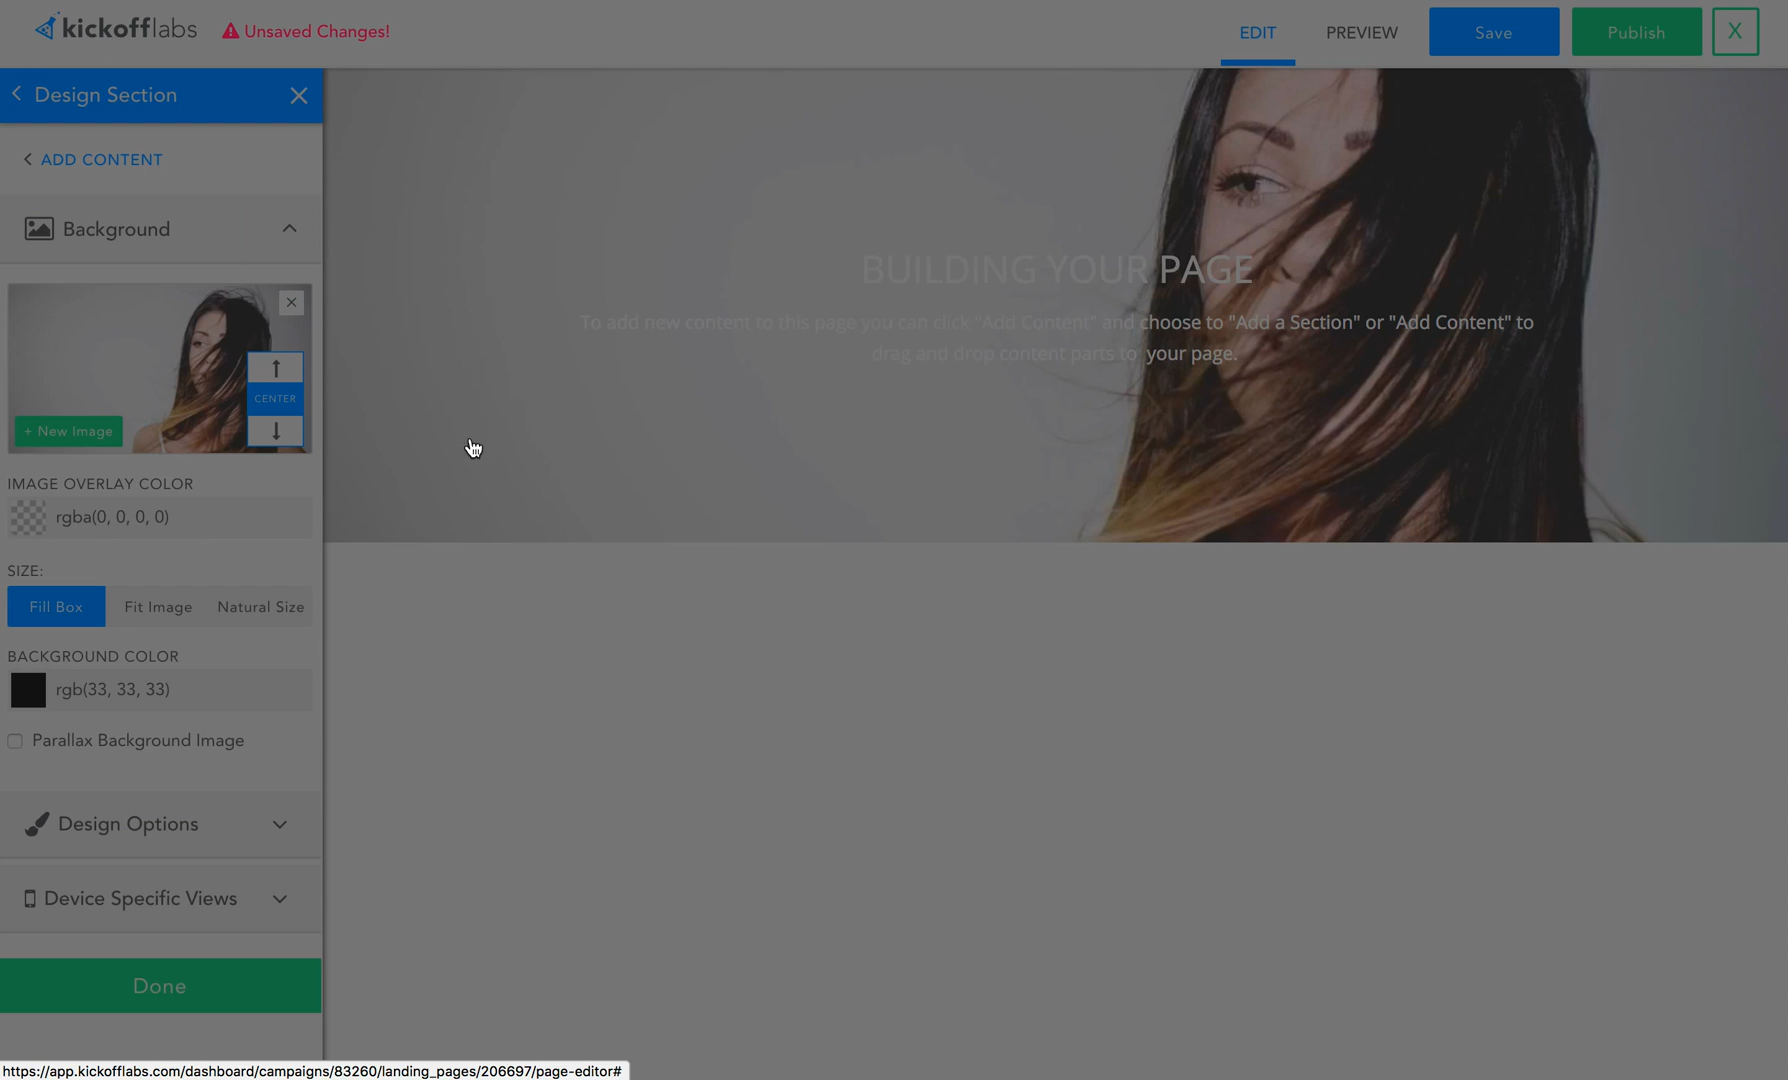 kickofflabs
Unsaved Changes!
EDIT
PREVIEW
Save
Publish
X
Design Section
ADD CONTENT
Background
CENTER
+ New Image
IMAGE OVERLAY COLOR
rgba(0, 0, 0, 0)
SIZE:
Fill Box
Fit Image
Natural Size
BACKGROUND COLOR
rgb(33, 33, 33)
Parallax Background Image
Design Options
Device Specific Views
Done
BUILDING YOUR PAGE
To add new content to this page you can click "Add Content" and choose to "Add a Section" or "Add Content" to
drag and drop content parts to your page.
https://app.kickofflabs.com/dashboard/campaigns/83260/landing_pages/206697/page-editor#